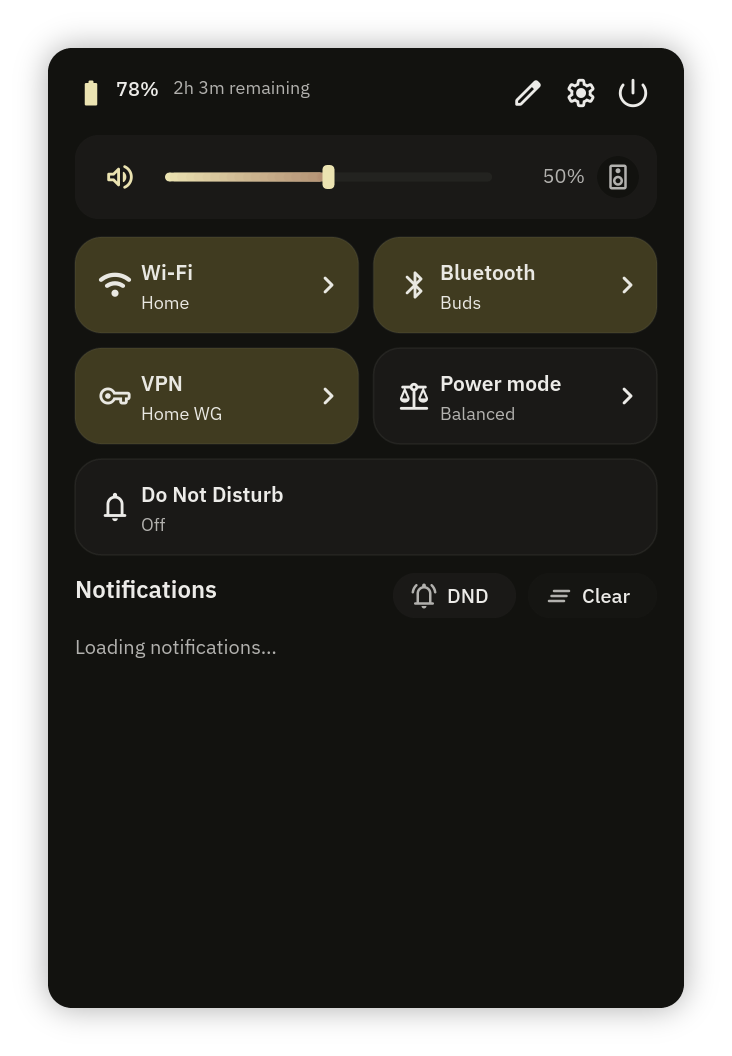 78% 2h 3m remaining
50%
Wi-Fi
Home
Bluetooth
Buds
VPN
Home WG
Power mode
Balanced
Do Not Disturb
Off
Notifications
DND
Clear
Loading notifications...